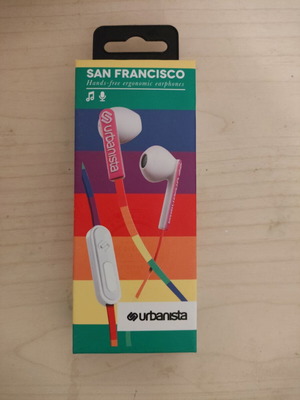 SAN FRANCISCO
Hands-free ergonomic earphones
urbanista
urbanista